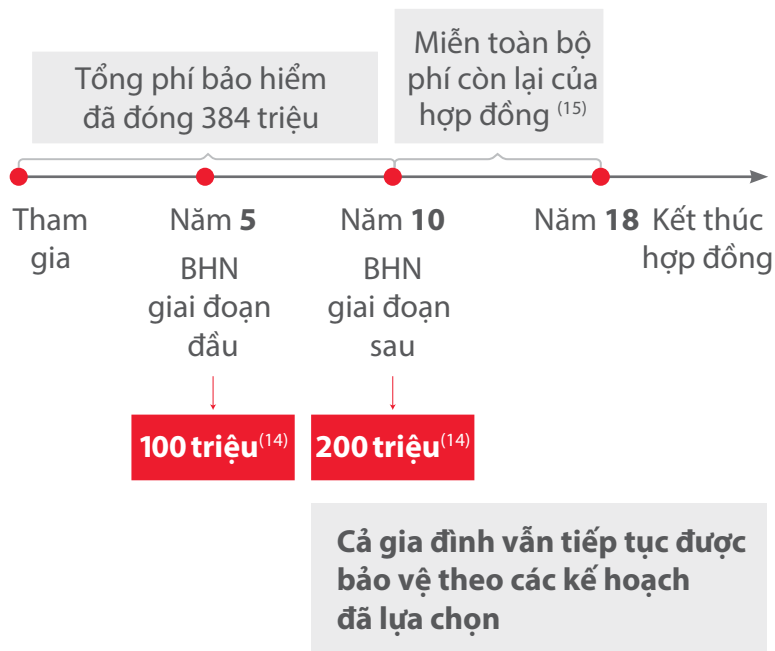 Tổng phí bảo hiểm
đã đóng 384 triệu
Miễn toàn bộ
phí còn lại của
hợp đồng (15)
Tham
gia
Năm 5
BHN
giai đoạn
đầu
Năm 10
BHN
giai đoạn
sau
Năm 18
Kết thúc
hợp đồng
100 triệu(14)
200 triệu(14)
Cả gia đình vẫn tiếp tục được
bảo vệ theo các kế hoạch
đã lựa chọn